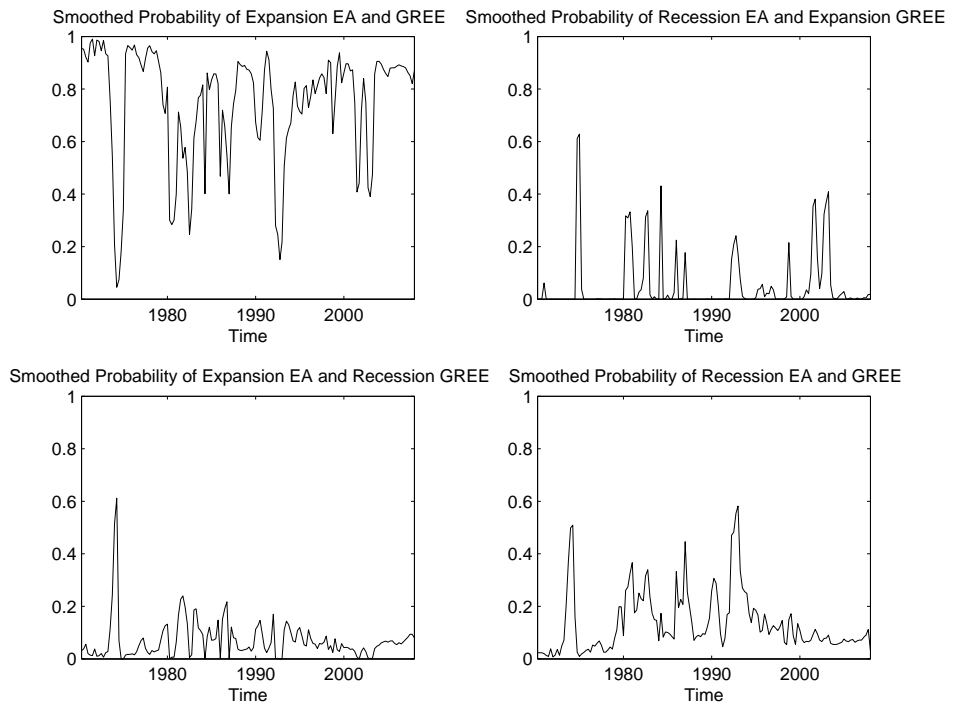 Smoothed Probability of Expansion EA and GREE
1
0.8
0.6
0.4
0.2
0
1980 1990 2000
Time
Smoothed Probability of Recession EA and Expansion GREE
1
0.8
0.6
0.4
0.2
0
1980 1990 2000
Time
Smoothed Probability of Expansion EA and Recession GREE
1
0.8
0.6
0.4
0.2
0
1980 1990 2000
Time
Smoothed Probability of Recession EA and GREE
1
0.8
0.6
0.4
0.2
0
1980 1990 2000
Time